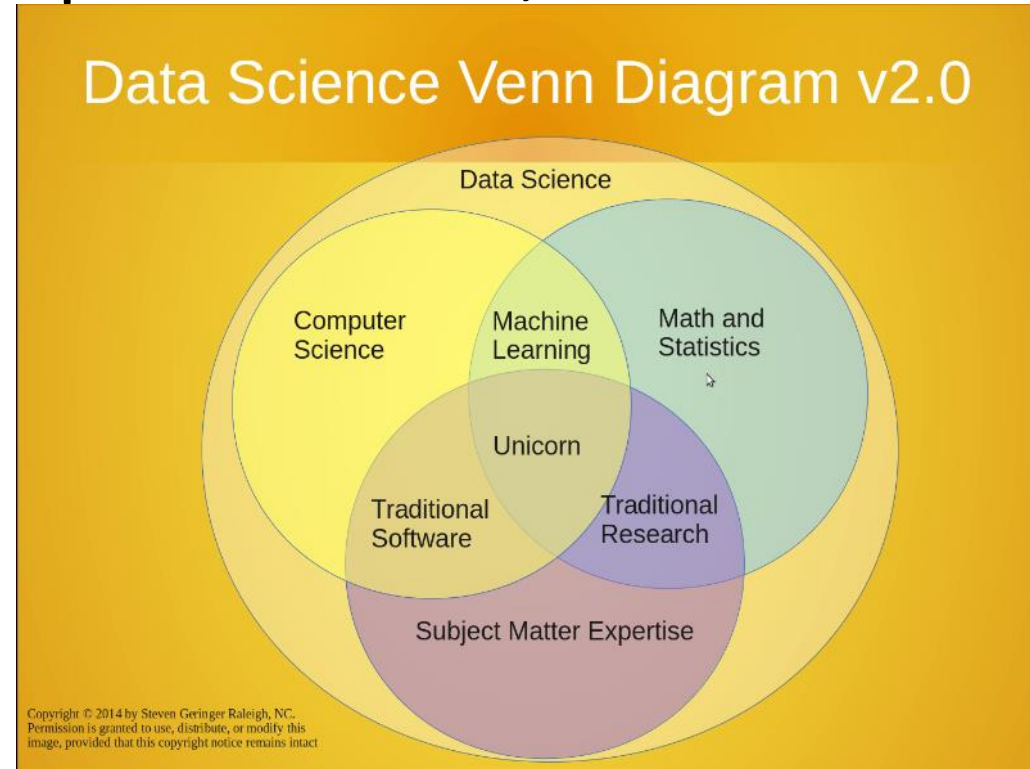 Data Science Venn Diagram v2.0
Data Science
Computer
Science
Machine
Learning
Math and
Statistics
Unicorn
Traditional
Software
Traditional
Research
Subject Matter Expertise
Copyright © 2014 by Steven Geringer Raleigh, NC.
Permission is granted to use, distribute, or modify this
image, provided that this copyright notice remains intact